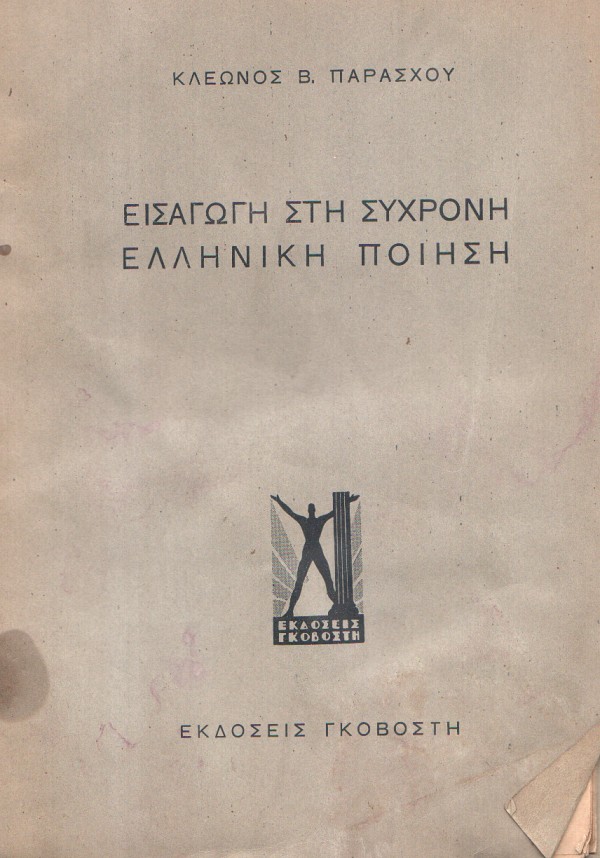 ΚΛΕΩΝΟΣ Β. ΠΑΡΑΣΧΟΥ
ΕΙΣΑΓΩΓΗ ΣΤΗ ΣΥΧΡΟΝΗ
ΕΛΛΗΝΙΚΗ ΠΟΙΗΣΗ
ΕΚΔΟΣΕΙΣ
ΓΚΟΒΟΣΤΗ
ΕΚΔΟΣΕΙΣ ΓΚΟΒΟΣΤΗ